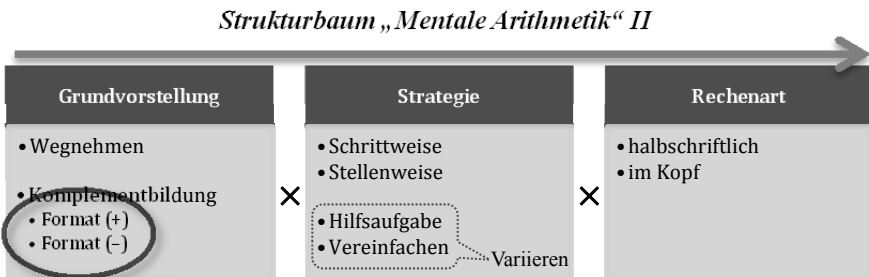 Strukturbaum „Mentale Arithmetik“ II
Grundvorstellung
• Wegnehmen
• Komplementbildung
• Format (+)
• Format (−)
×
Strategie
• Schrittweise
• Stellenweise
• Hilfsaufgabe
• Vereinfachen
Variieren
×
Rechenart
• halbschriftlich
• im Kopf